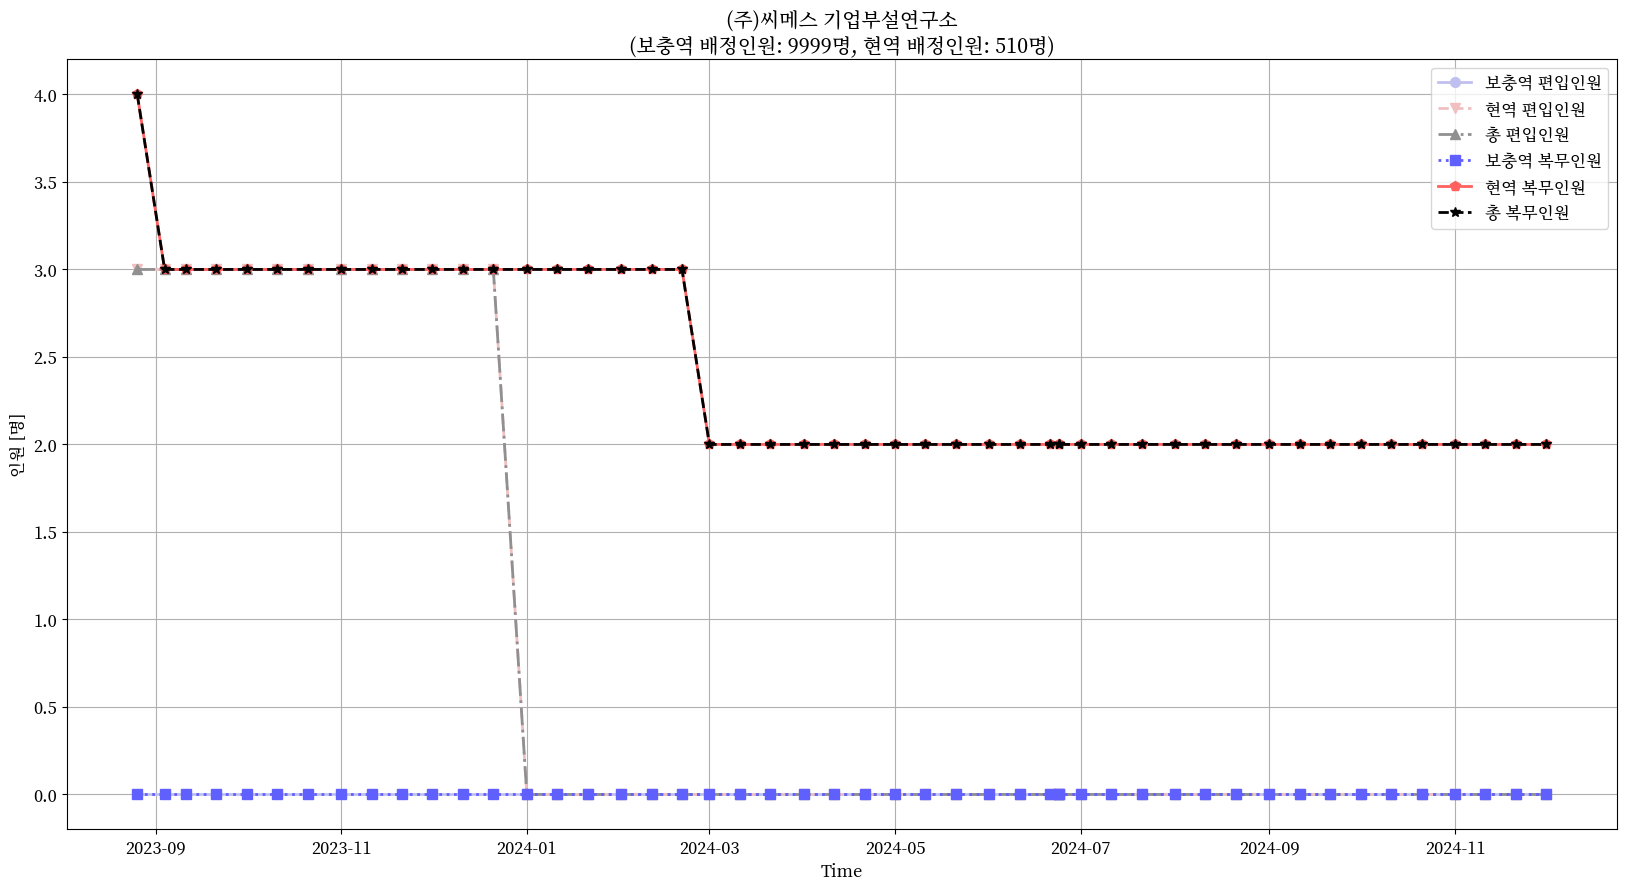 (주)씨메스 기업부설연구소
(보충역 배정인원: 9999명, 현역 배정인원: 510명)
보충역 편입인원
현역 편입인원
총 편입인원
보충역 복무인원
현역 복무인원
총 복무인원
인원 [명]
4.0
3.5
3.0
2.5
2.0
1.5
1.0
0.5
0.0
2023-09 2023-11 2024-01 2024-03 2024-05 2024-07 2024-09 2024-11
Time